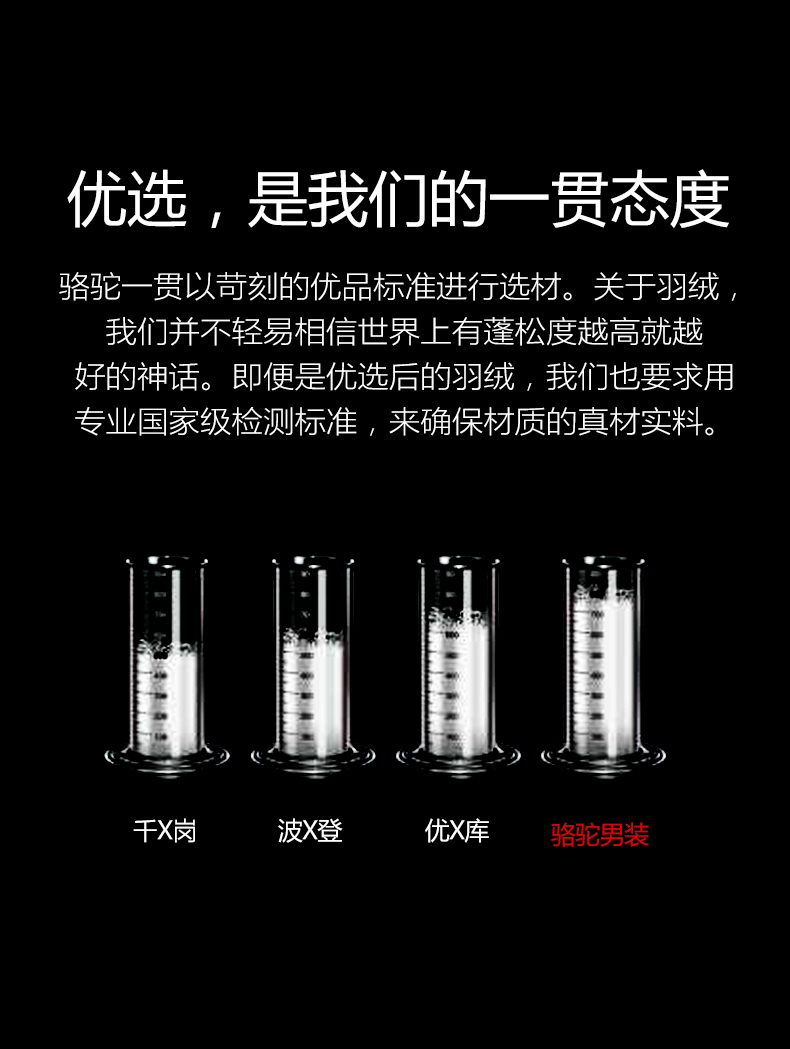 优选，是我们的一贯态度
骆驼一贯以苛刻的优品标准进行选材。关于羽绒，
我们并不轻易相信世界上有蓬松度越高就越
好的神话。即便是优选后的羽绒，我们也要求用
专业国家级检测标准，来确保材质的真材实料。
千X岗
波X登
优X库
骆驼男装